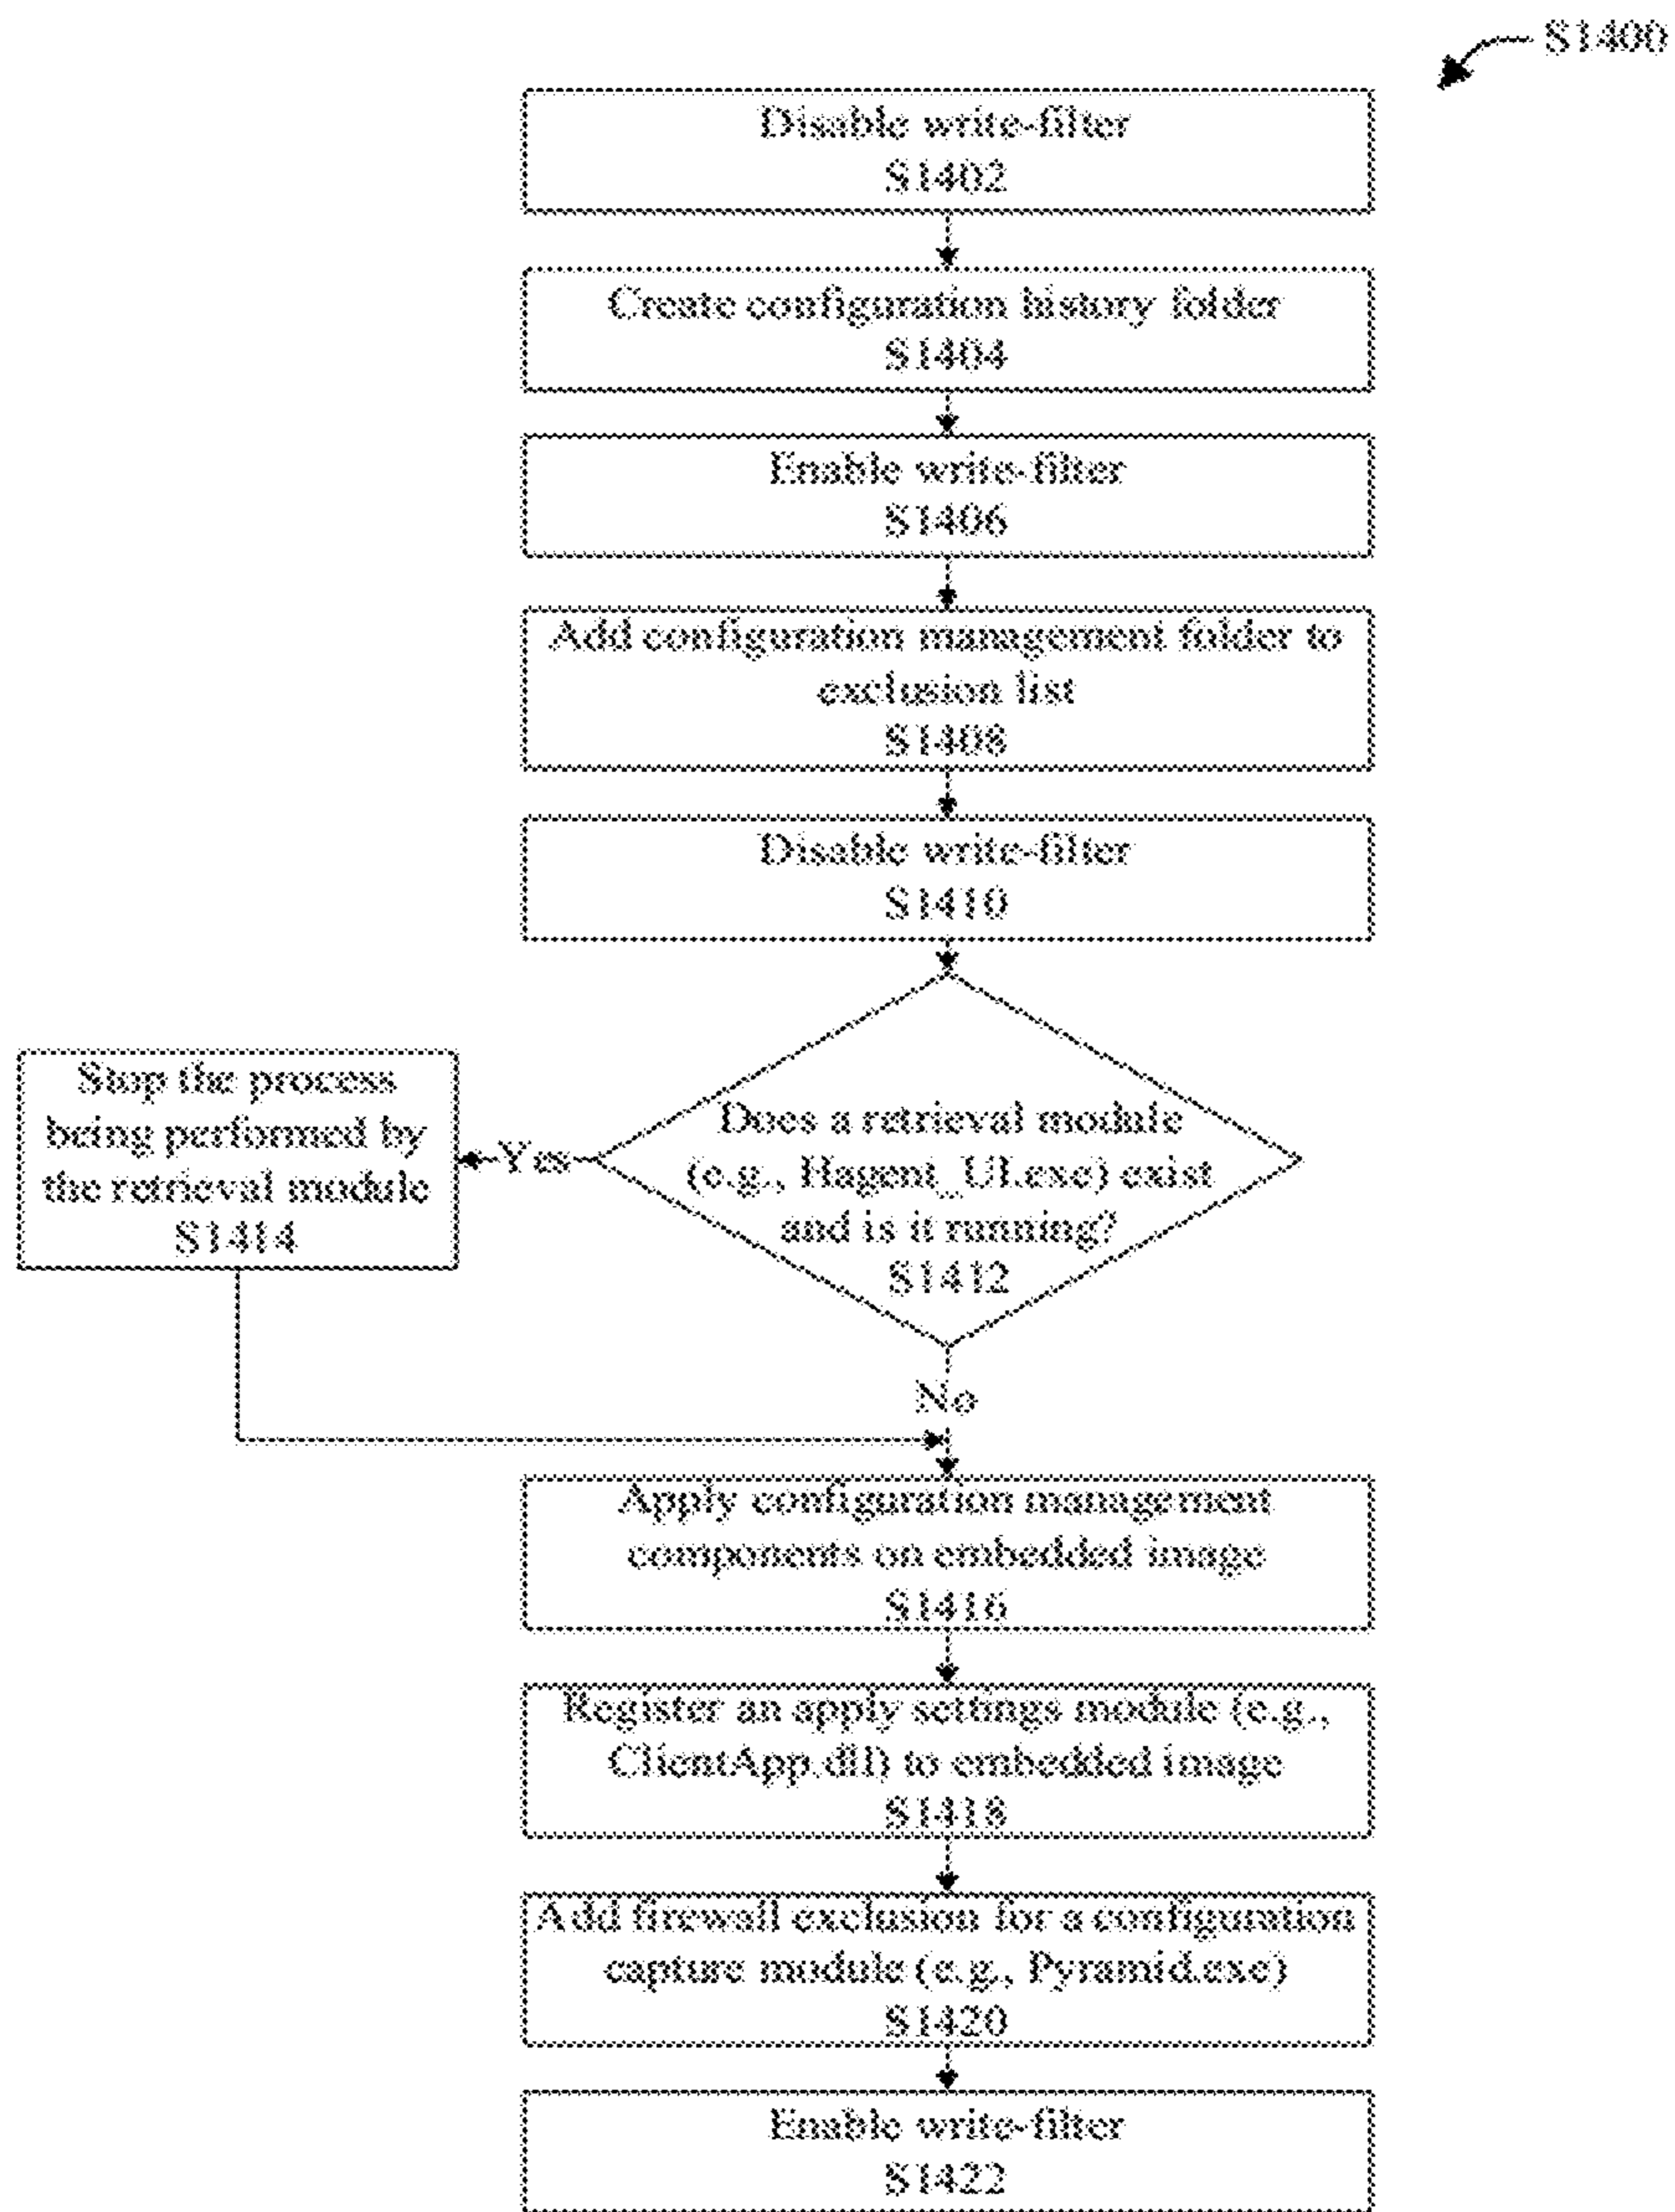 S1400
Disable write-filter
S1402
Create configuration history folder
S1404
Enable write-filter
S1406
Add configuration management folder to
exclusion list
S1408
Disable write-filter
S1410
Does a retrieval module
(e.g., Hagent_UI.exe) exist
and is it running?
S1412
Yes
Stop the process
being performed by
the retrieval module
S1414
No
Apply configuration management
components on embedded image
S1416
Register an apply settings module (e.g.,
ClientApp.dll) to embedded image
S1418
Add firewall exclusion for a configuration
capture module (e.g., Pyramid.exe)
S1420
Enable write-filter
S1422